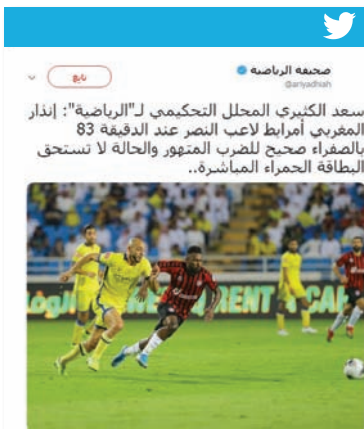 صحيفة الرياضية
@ariyadhiah
تابع
سعد الكثيري المحلل التحكيمي لـ"الرياضية": إنذار
المغربي أمرابط لاعب النصر عند الدقيقة 83
بالصفراء صحيح للضرب المتهور والحالة لا تستحق
البطاقة الحمراء المباشرة..